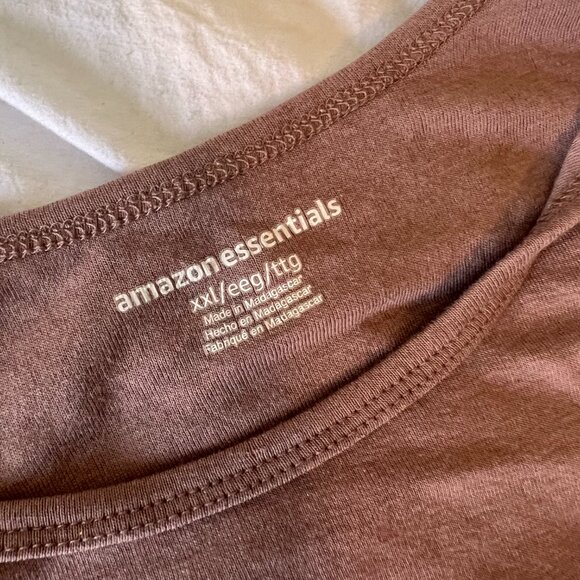 amazon essentials
xxl/eeg/ttg
Made in Madagascar
Hecho en Madagascar
Fabriqué en Madagascar